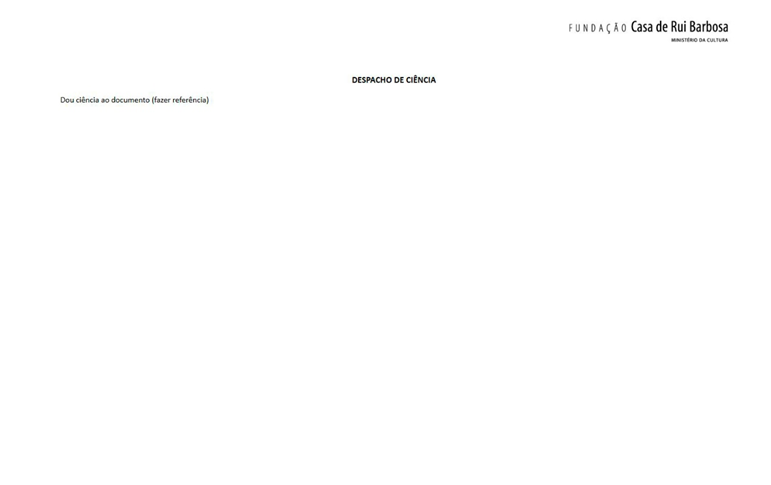 FUNDAÇÃO Casa de Rui Barbosa
MINISTÉRIO DA CULTURA
DESPACHO DE CIÊNCIA
Dou ciência ao documento (fazer referência)